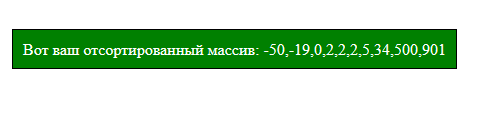 Вот ваш отсортированный массив: -50,-19,0,2,2,2,5,34,500,901